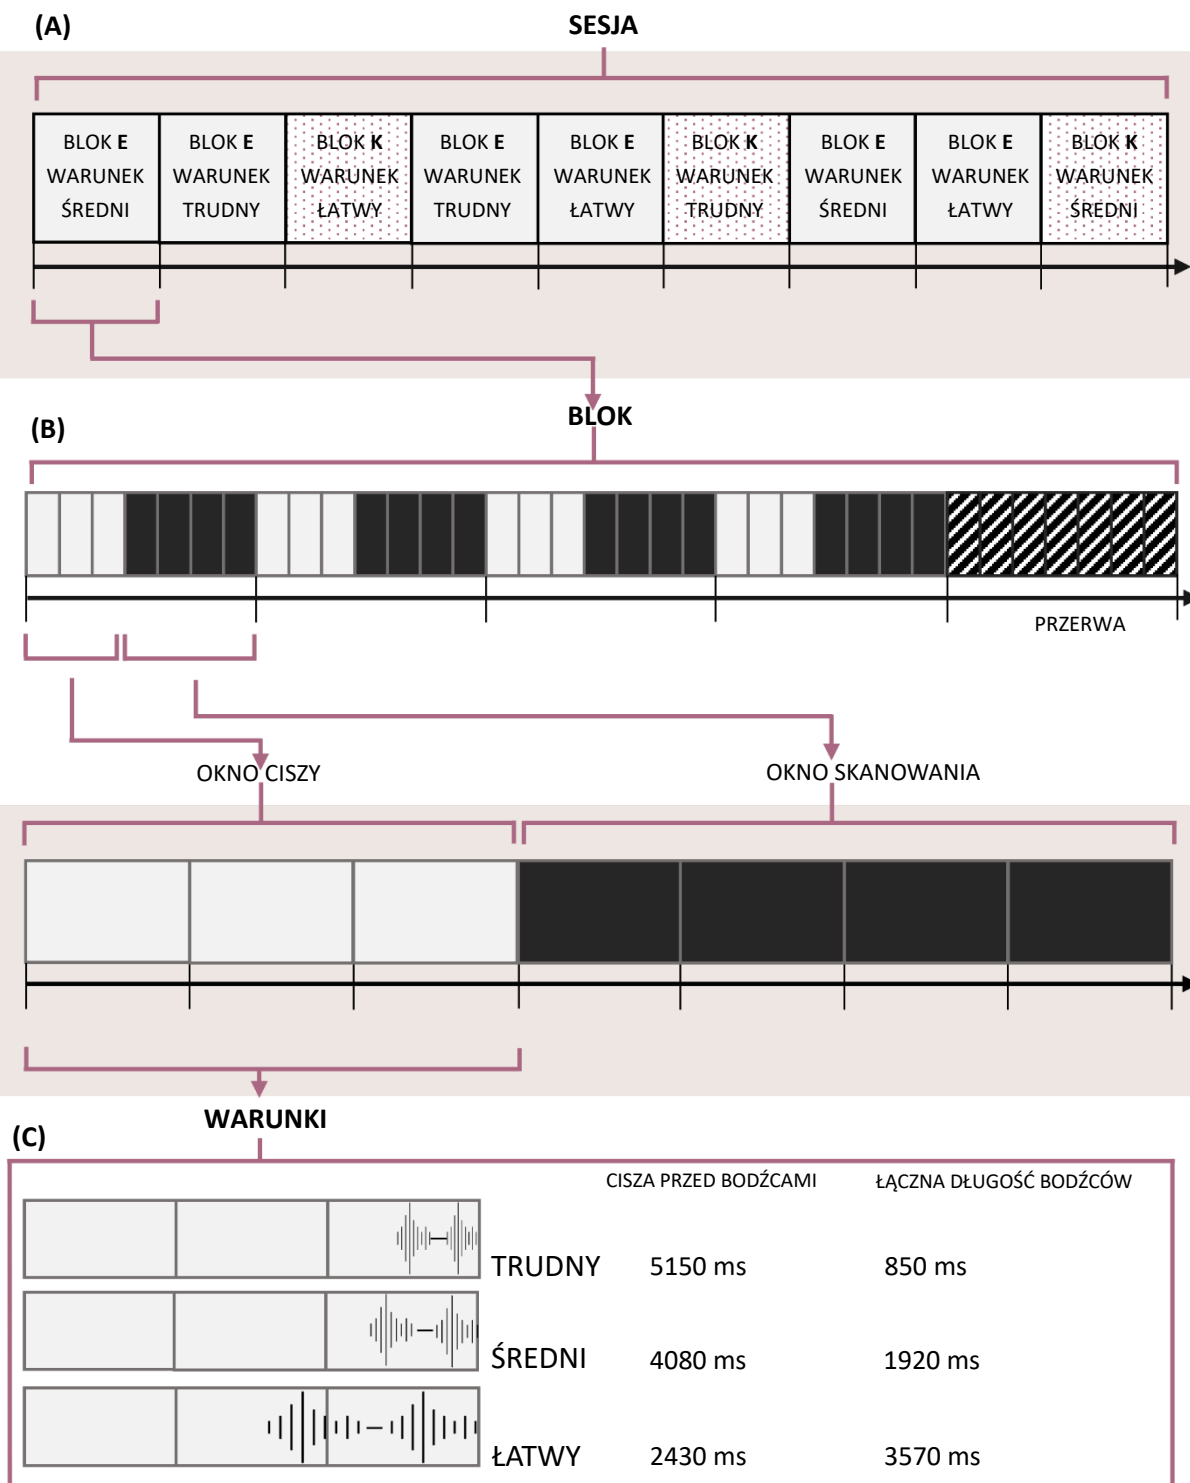 (A)
SESJA
BLOK E
WARUNEK
ŚREDNI
BLOK E
WARUNEK
TRUDNY
BLOK K
WARUNEK
ŁATWY
BLOK E
WARUNEK
TRUDNY
BLOK E
WARUNEK
ŁATWY
BLOK K
WARUNEK
TRUDNY
BLOK E
WARUNEK
ŚREDNI
BLOK E
WARUNEK
ŁATWY
BLOK K
WARUNEK
ŚREDNI
(B)
BLOK
PRZERWA
OKNO CISZY
OKNO SKANOWANIA
WARUNKI
(C)
CISZA PRZED BODŹCAMI
ŁĄCZNA DŁUGOŚĆ BODŹCÓW
TRUDNY 5150 ms 850 ms
ŚREDNI 4080 ms 1920 ms
ŁATWY 2430 ms 3570 ms